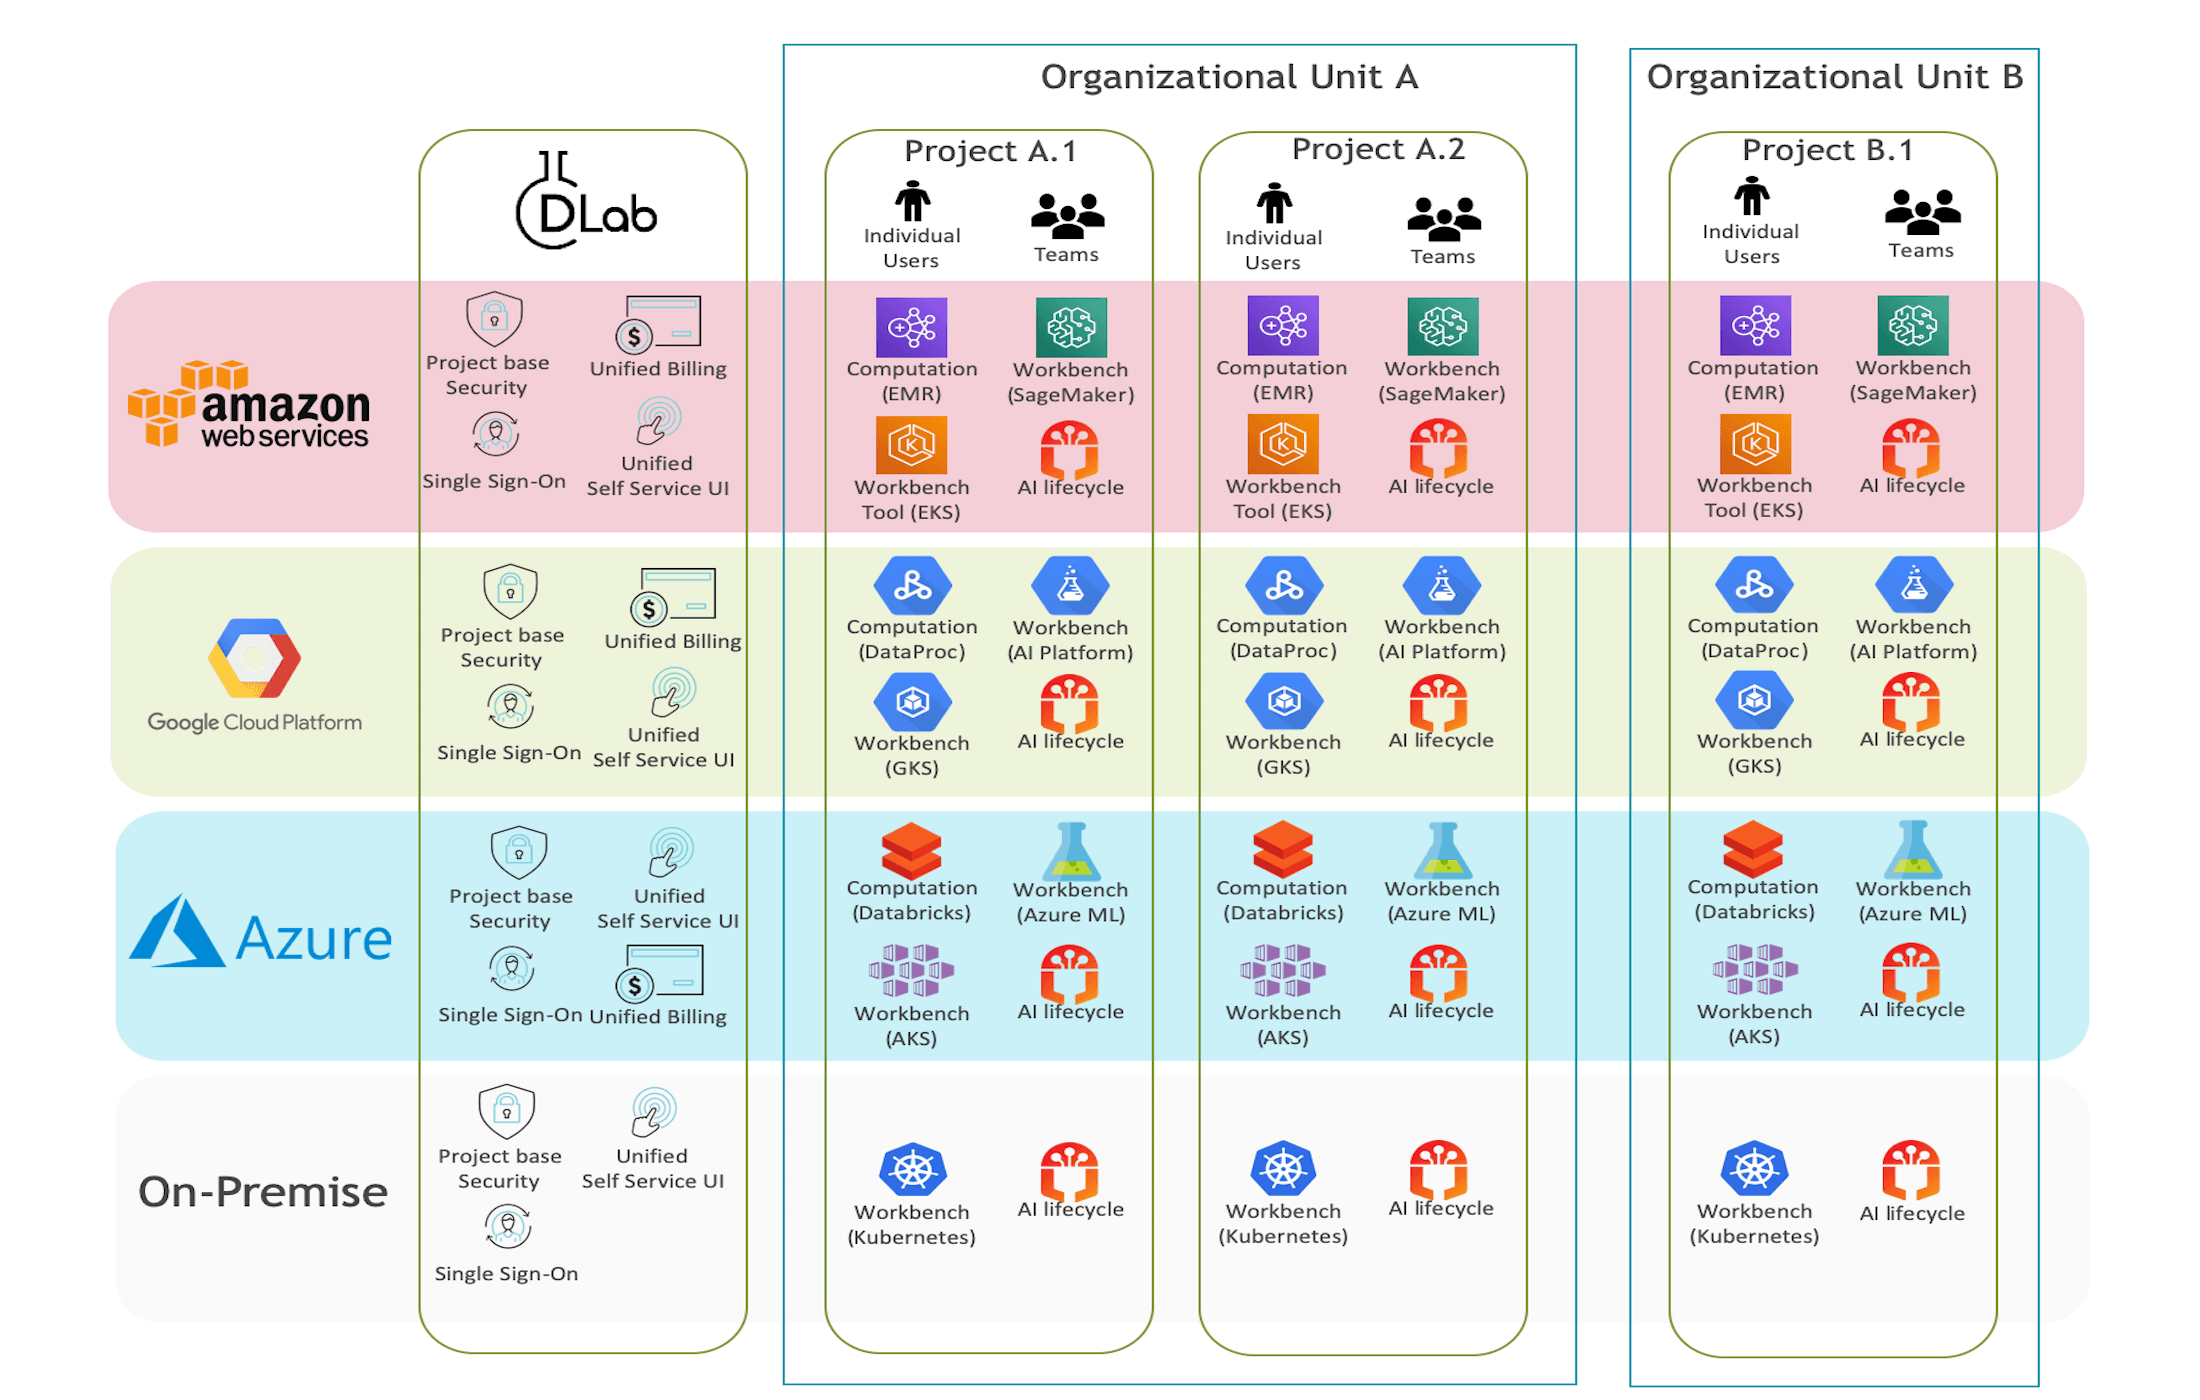 Organizational Unit A
Organizational Unit B
DLab
Project A.1
Individual
Users
Teams
Project A.2
Individual
Users
Teams
Project B.1
Individual
Users
Teams
amazon
web services
Project base
Security
$
Unified Billing
Single Sign-On
Unified
Self Service UI
Computation
(EMR)
Workbench
(SageMaker)
K
Workbench
Tool (EKS)
AI lifecycle
Computation
(EMR)
Workbench
(SageMaker)
K
Workbench
Tool (EKS)
AI lifecycle
Computation
(EMR)
Workbench
(SageMaker)
K
Workbench
Tool (EKS)
AI lifecycle
Google Cloud Platform
Project base
Security
$
Unified Billing
Single Sign-On
Unified
Self Service UI
Computation
(DataProc)
Workbench
(AI Platform)
Workbench
(GKS)
AI lifecycle
Computation
(DataProc)
Workbench
(AI Platform)
Workbench
(GKS)
AI lifecycle
Computation
(DataProc)
Workbench
(AI Platform)
Workbench
(GKS)
AI lifecycle
Azure
Project base
Security
Unified
Self Service UI
Single Sign-On
$
Unified Billing
Computation
(Databricks)
Workbench
(Azure ML)
Workbench
(AKS)
AI lifecycle
Computation
(Databricks)
Workbench
(Azure ML)
Workbench
(AKS)
AI lifecycle
Computation
(Databricks)
Workbench
(Azure ML)
Workbench
(AKS)
AI lifecycle
On-Premise
Project base
Security
Unified
Self Service UI
Single Sign-On
Workbench
(Kubernetes)
AI lifecycle
Workbench
(Kubernetes)
AI lifecycle
Workbench
(Kubernetes)
AI lifecycle